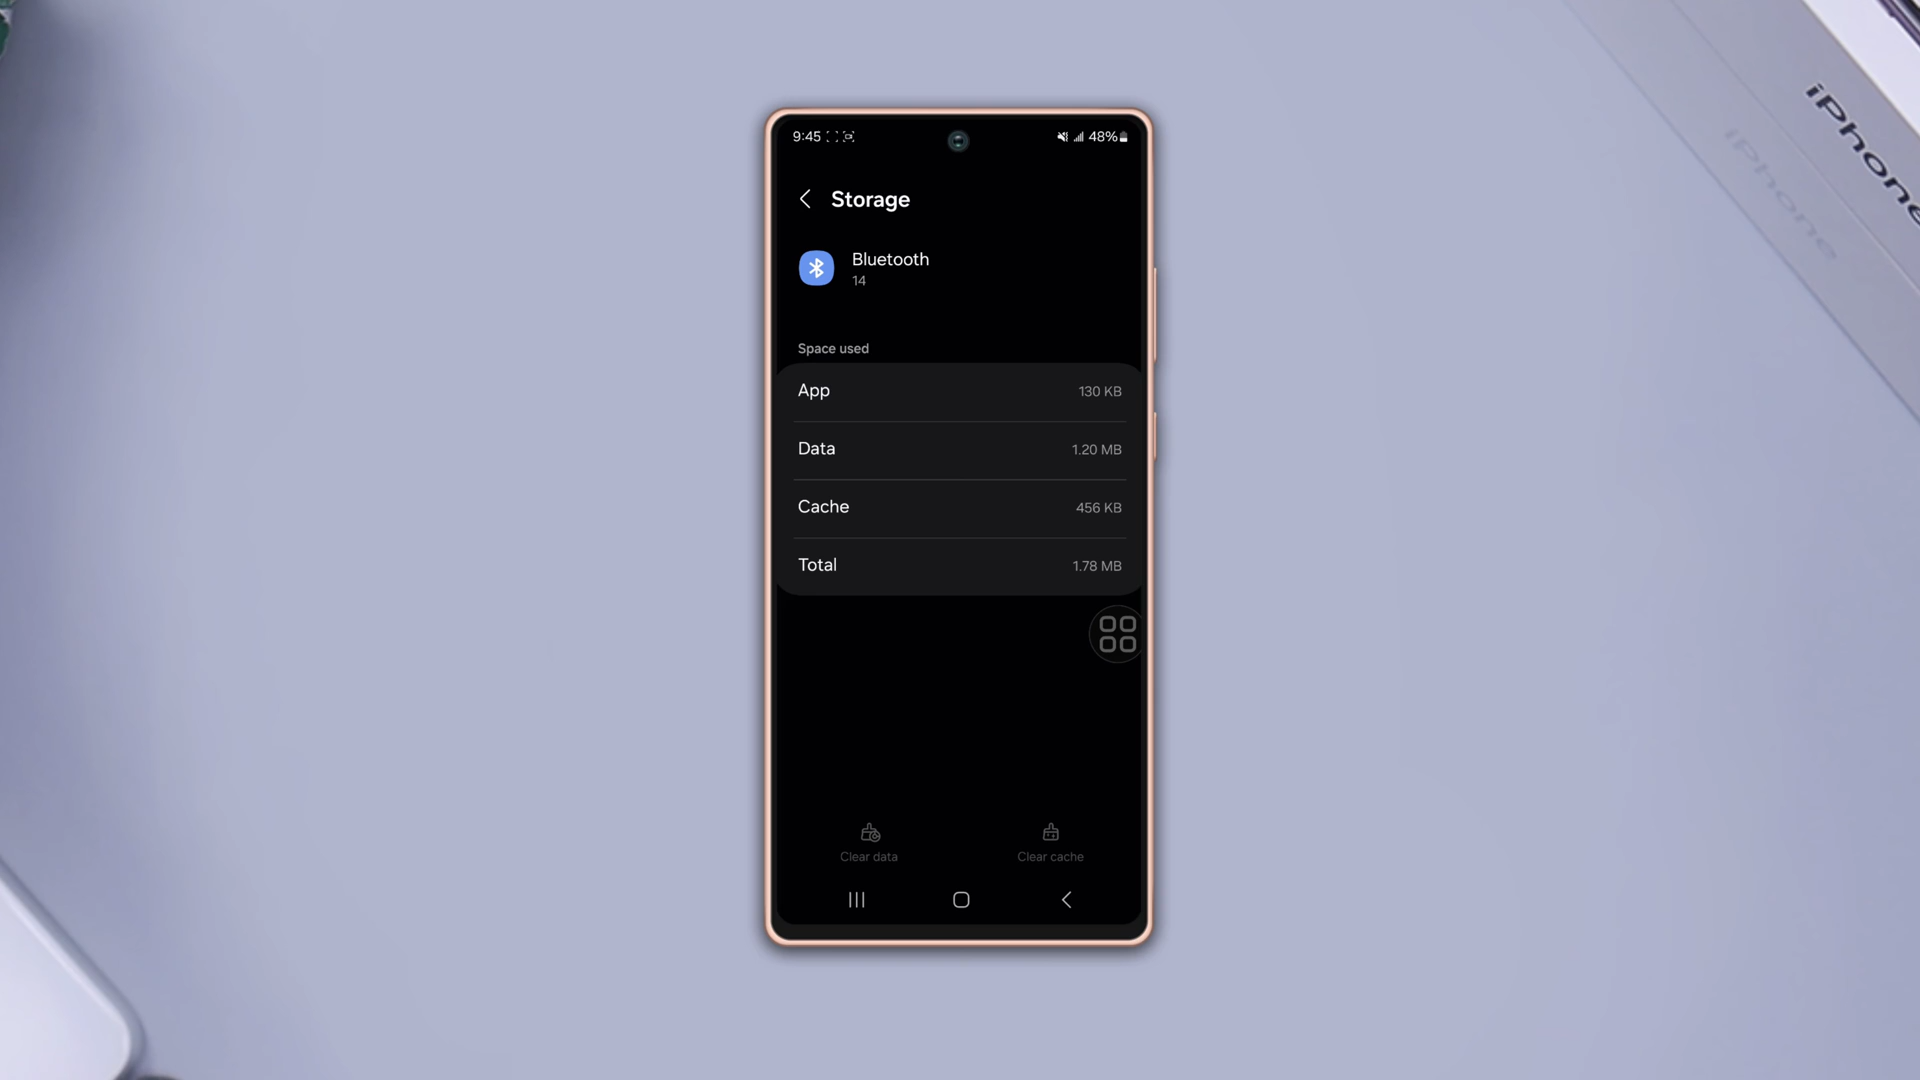 9:45
48%
Storage
Bluetooth
14
Space used
App 130 KB
Data 1.20 MB
Cache 456 KB
Total 1.78 MB
Clear data
Clear cache
iPhone
iPhone